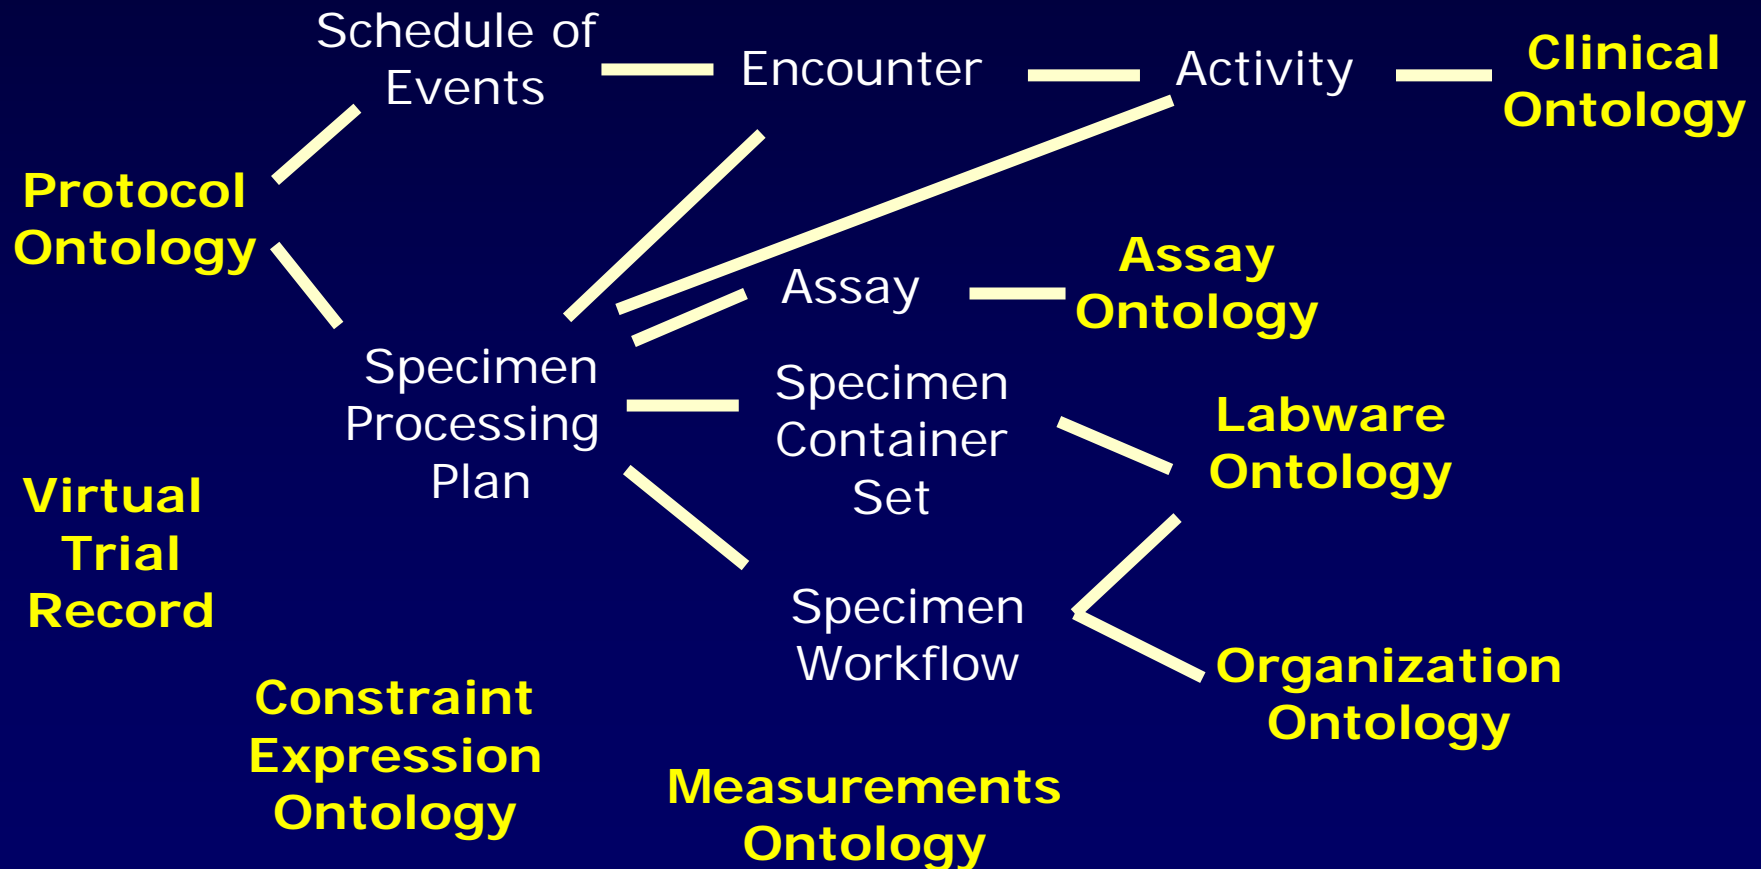 Schedule of
Events
Encounter
Activity
Clinical
Ontology
Protocol
Ontology
Assay
Assay
Ontology
Specimen
Processing
Plan
Specimen
Container
Set
Labware
Ontology
Virtual
Trial
Record
Specimen
Workflow
Organization
Ontology
Constraint
Expression
Ontology
Measurements
Ontology